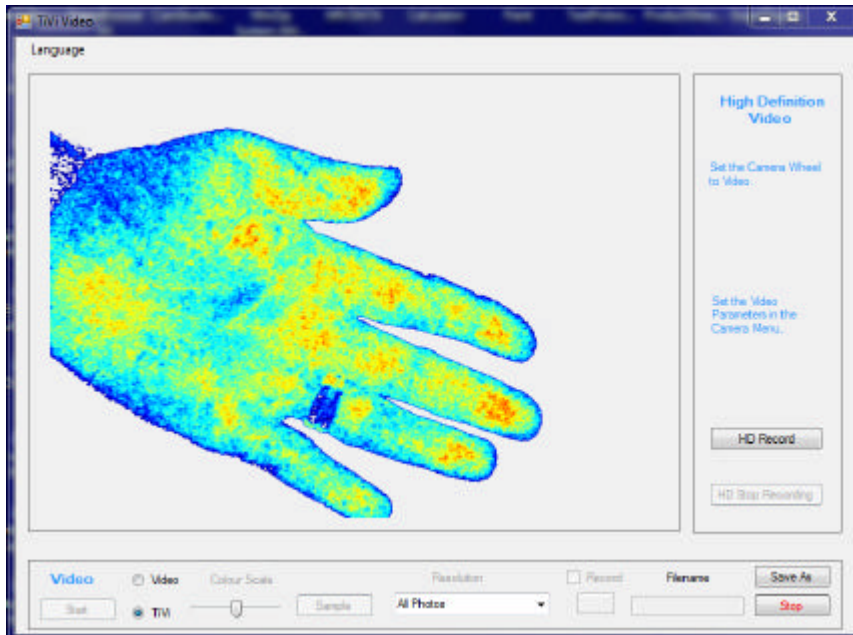 TiVi Video
Language
High Definition
Video
Set the Camera Wheel
to Video.
Set the Video
Parameters in the
Camera Menu.
HD Record
HD Stop Recording
Video
Video
Colour Scale
Resolution
Record
Filename
Save As
Start
TiVi
Sample
All Photos
Stop